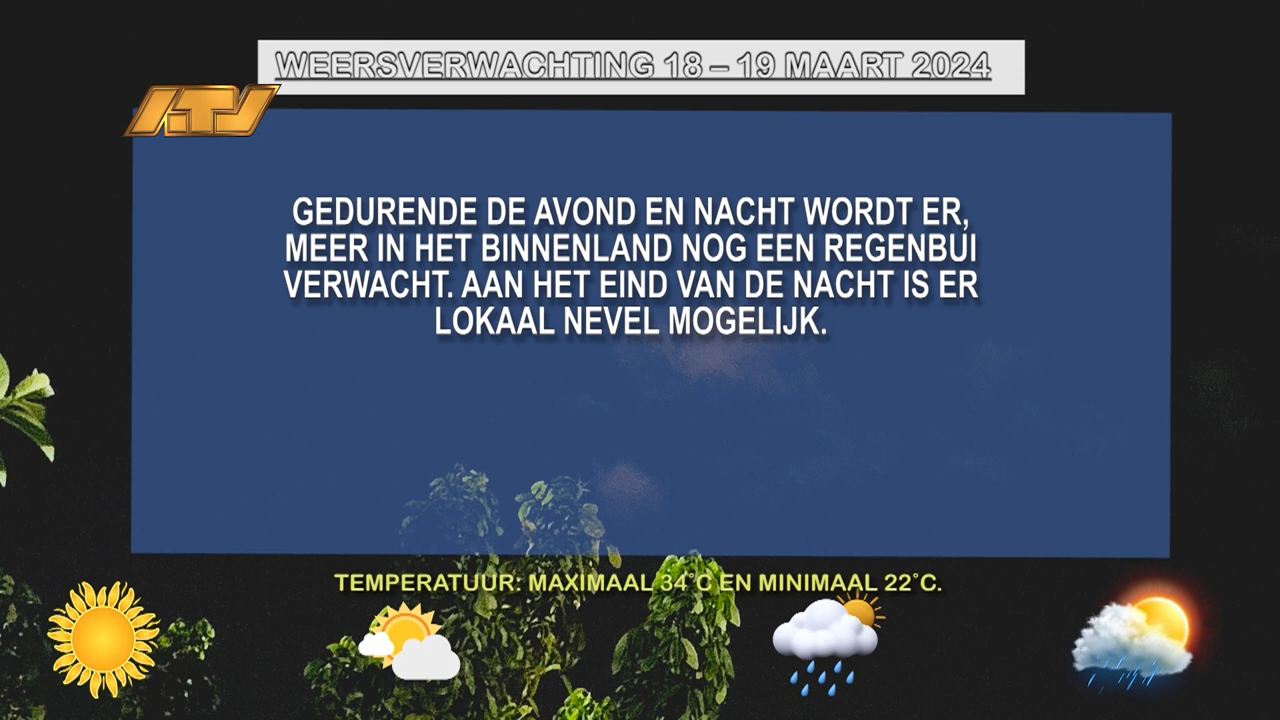 WEERSVERWACHTING 18 – 19 MAART 2024
ATV
GEDURENDE DE AVOND EN NACHT WORDT ER,
MEER IN HET BINNENLAND NOG EEN REGENBUI
VERWACHT. AAN HET EIND VAN DE NACHT IS ER
LOKAAL NEVEL MOGELIJK.
TEMPERATUUR: MAXIMAAL 34°C EN MINIMAAL 22°C.